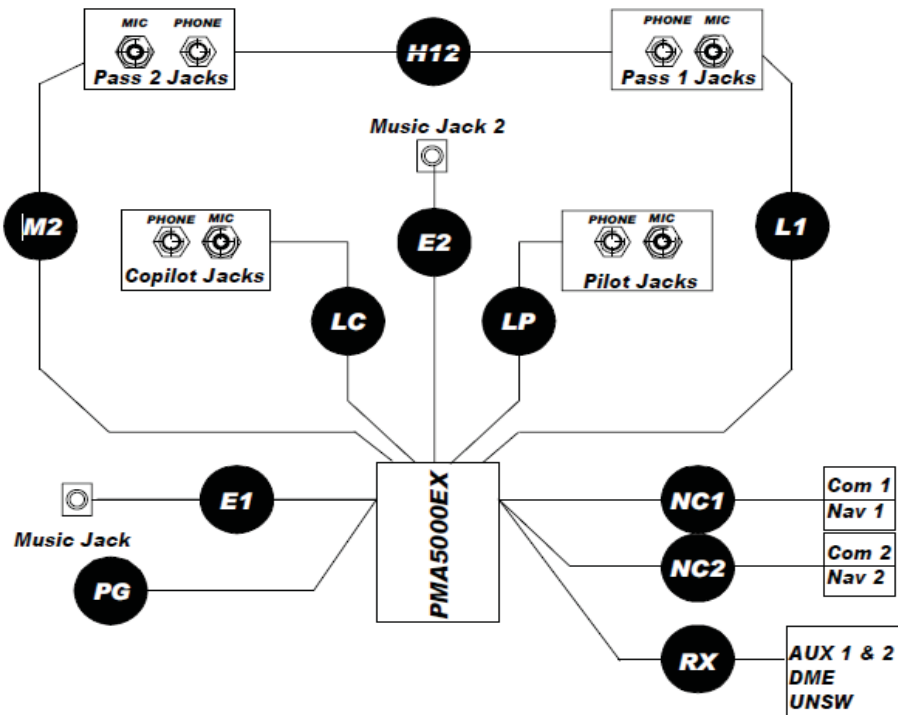 MIC PHONE
Pass 2 Jacks
H12
PHONE MIC
Pass 1 Jacks
Music Jack 2
M2
PHONE MIC
Copilot Jacks
E2
PHONE MIC
Pilot Jacks
L1
LC
LP
PMA5000EX
E1
Music Jack
PG
NC1
Com 1
Nav 1
NC2
Com 2
Nav 2
RX
AUX 1 & 2
DME
UNSW